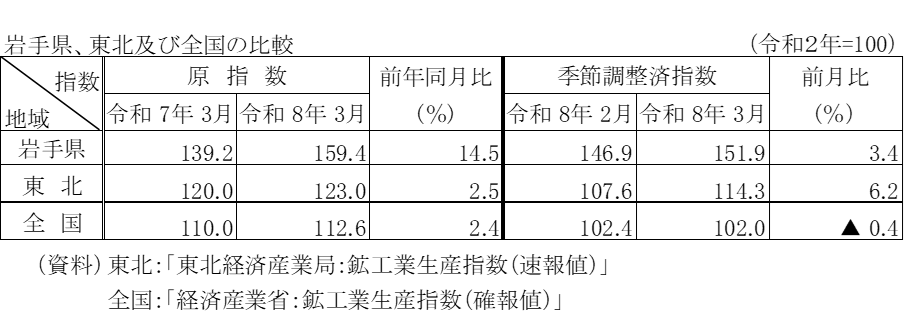 岩手県、東北及び全国の比較 (令和２年=100)
指数 原 指 数 前年同月比 季節調整済指数 前月比
地域 令和 7年 3月 令和 8年 3月 (%) 令和 8年 2月 令和 8年 3月 (%)
岩手県 139.2 159.4 14.5 146.9 151.9 3.4
東 北 120.0 123.0 2.5 107.6 114.3 6.2
全 国 110.0 112.6 2.4 102.4 102.0 ▲ 0.4
(資料) 東北：「東北経済産業局：鉱工業生産指数(速報値)」
全国：「経済産業省：鉱工業生産指数(確報値)」